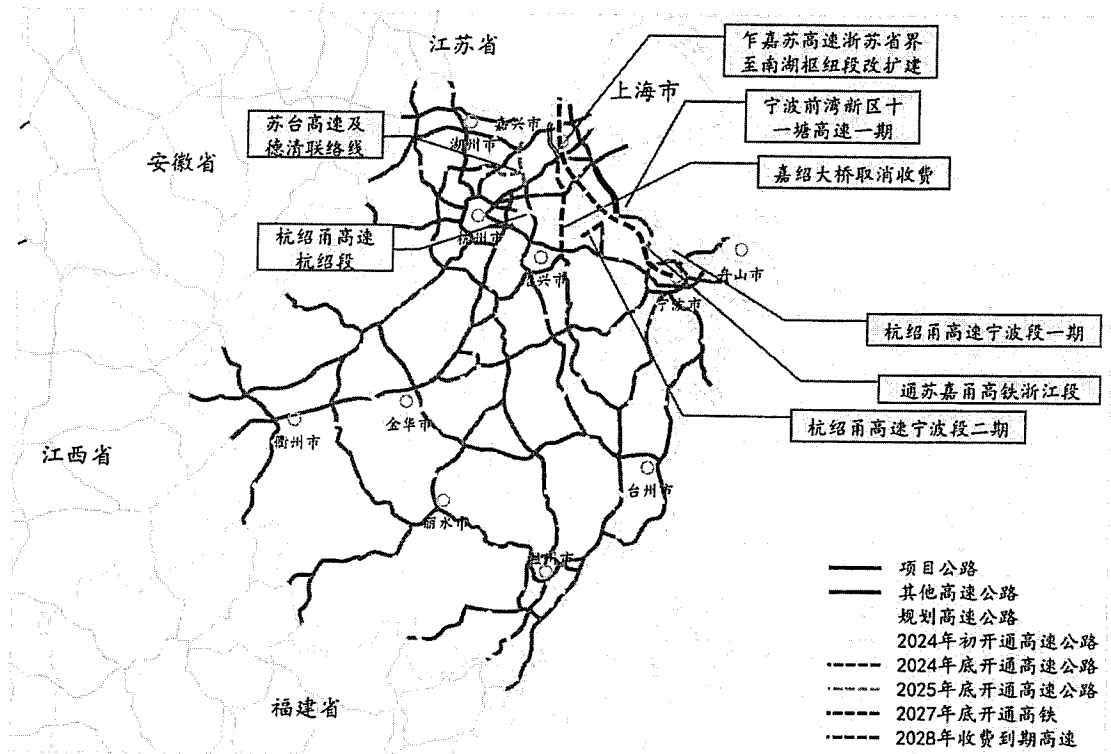 江苏省
乍嘉苏高速浙苏省界
至南湖枢纽段改扩建
上海市
宁波前湾新区十
一塘高速一期
苏台高速及
德清联络线
嘉兴市
湖州市
安徽省
嘉绍大桥取消收费
杭绍甬高速
杭绍段
杭州市
绍兴市
舟山市
宁波市
杭绍甬高速宁波段一期
通苏嘉甬高铁浙江段
杭绍甬高速宁波段二期
金华市
衢州市
江西省
台州市
丽水市
温州市
福建省
项目公路
其他高速公路
规划高速公路
2024年初开通高速公路
2024年底开通高速公路
2025年底开通高速公路
2027年底开通高铁
2028年收费到期高速